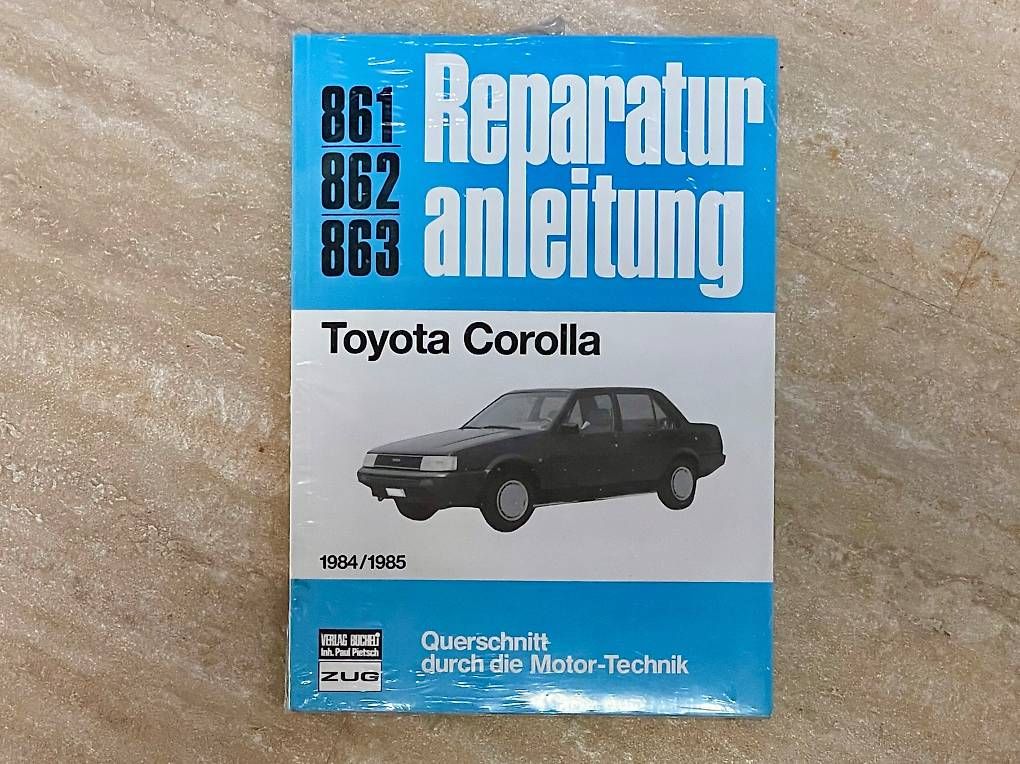 861
862
863
Reparatur
anleitung
Toyota Corolla
1984/1985
VERLAG BUCHELI
Inh. Paul Pietsch
ZUG
Querschnitt
durch die Motor-Technik